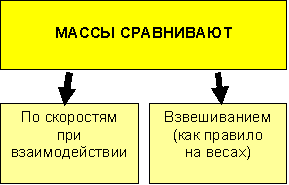 МАССЫ СРАВНИВАЮТ
По скоростям
при
взаимодействии
Взвешиванием
(как правило
на весах)